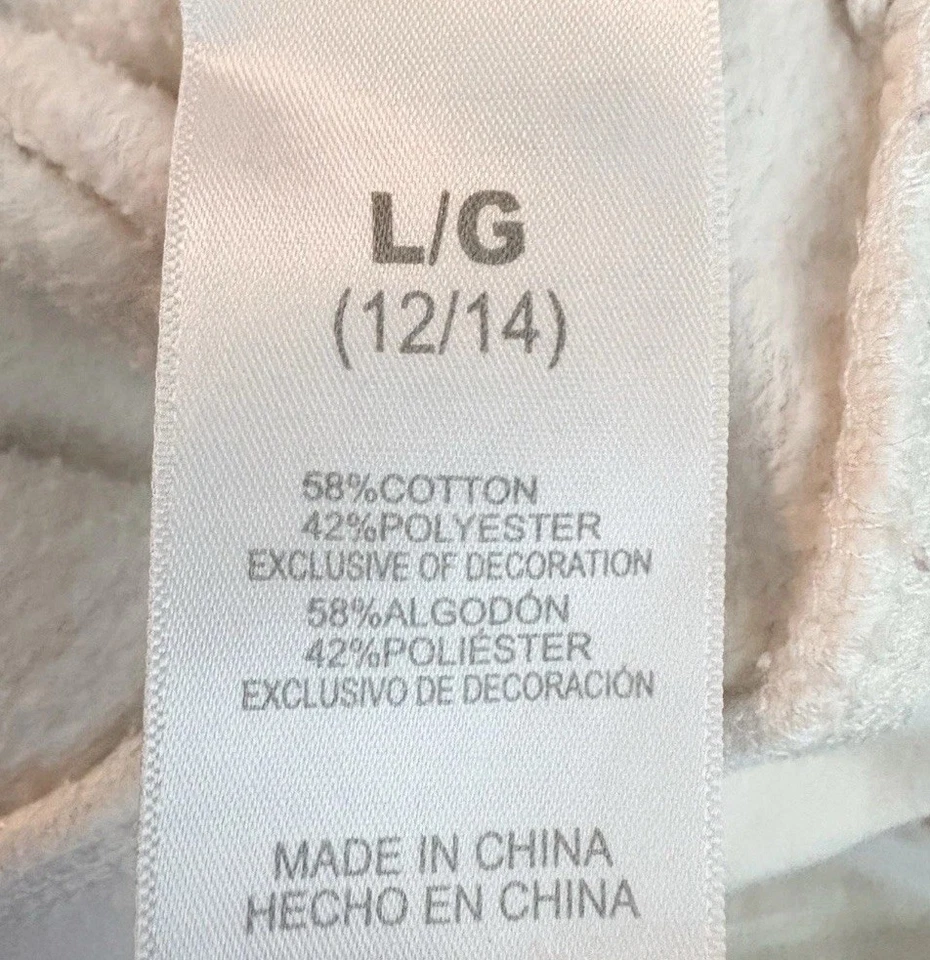 L/G
(12/14)
58%COTTON
42%POLYESTER
EXCLUSIVE OF DECORATION
58%ALGODÓN
42%POLIÉSTER
EXCLUSIVO DE DECORACIÓN
MADE IN CHINA
HECHO EN CHINA